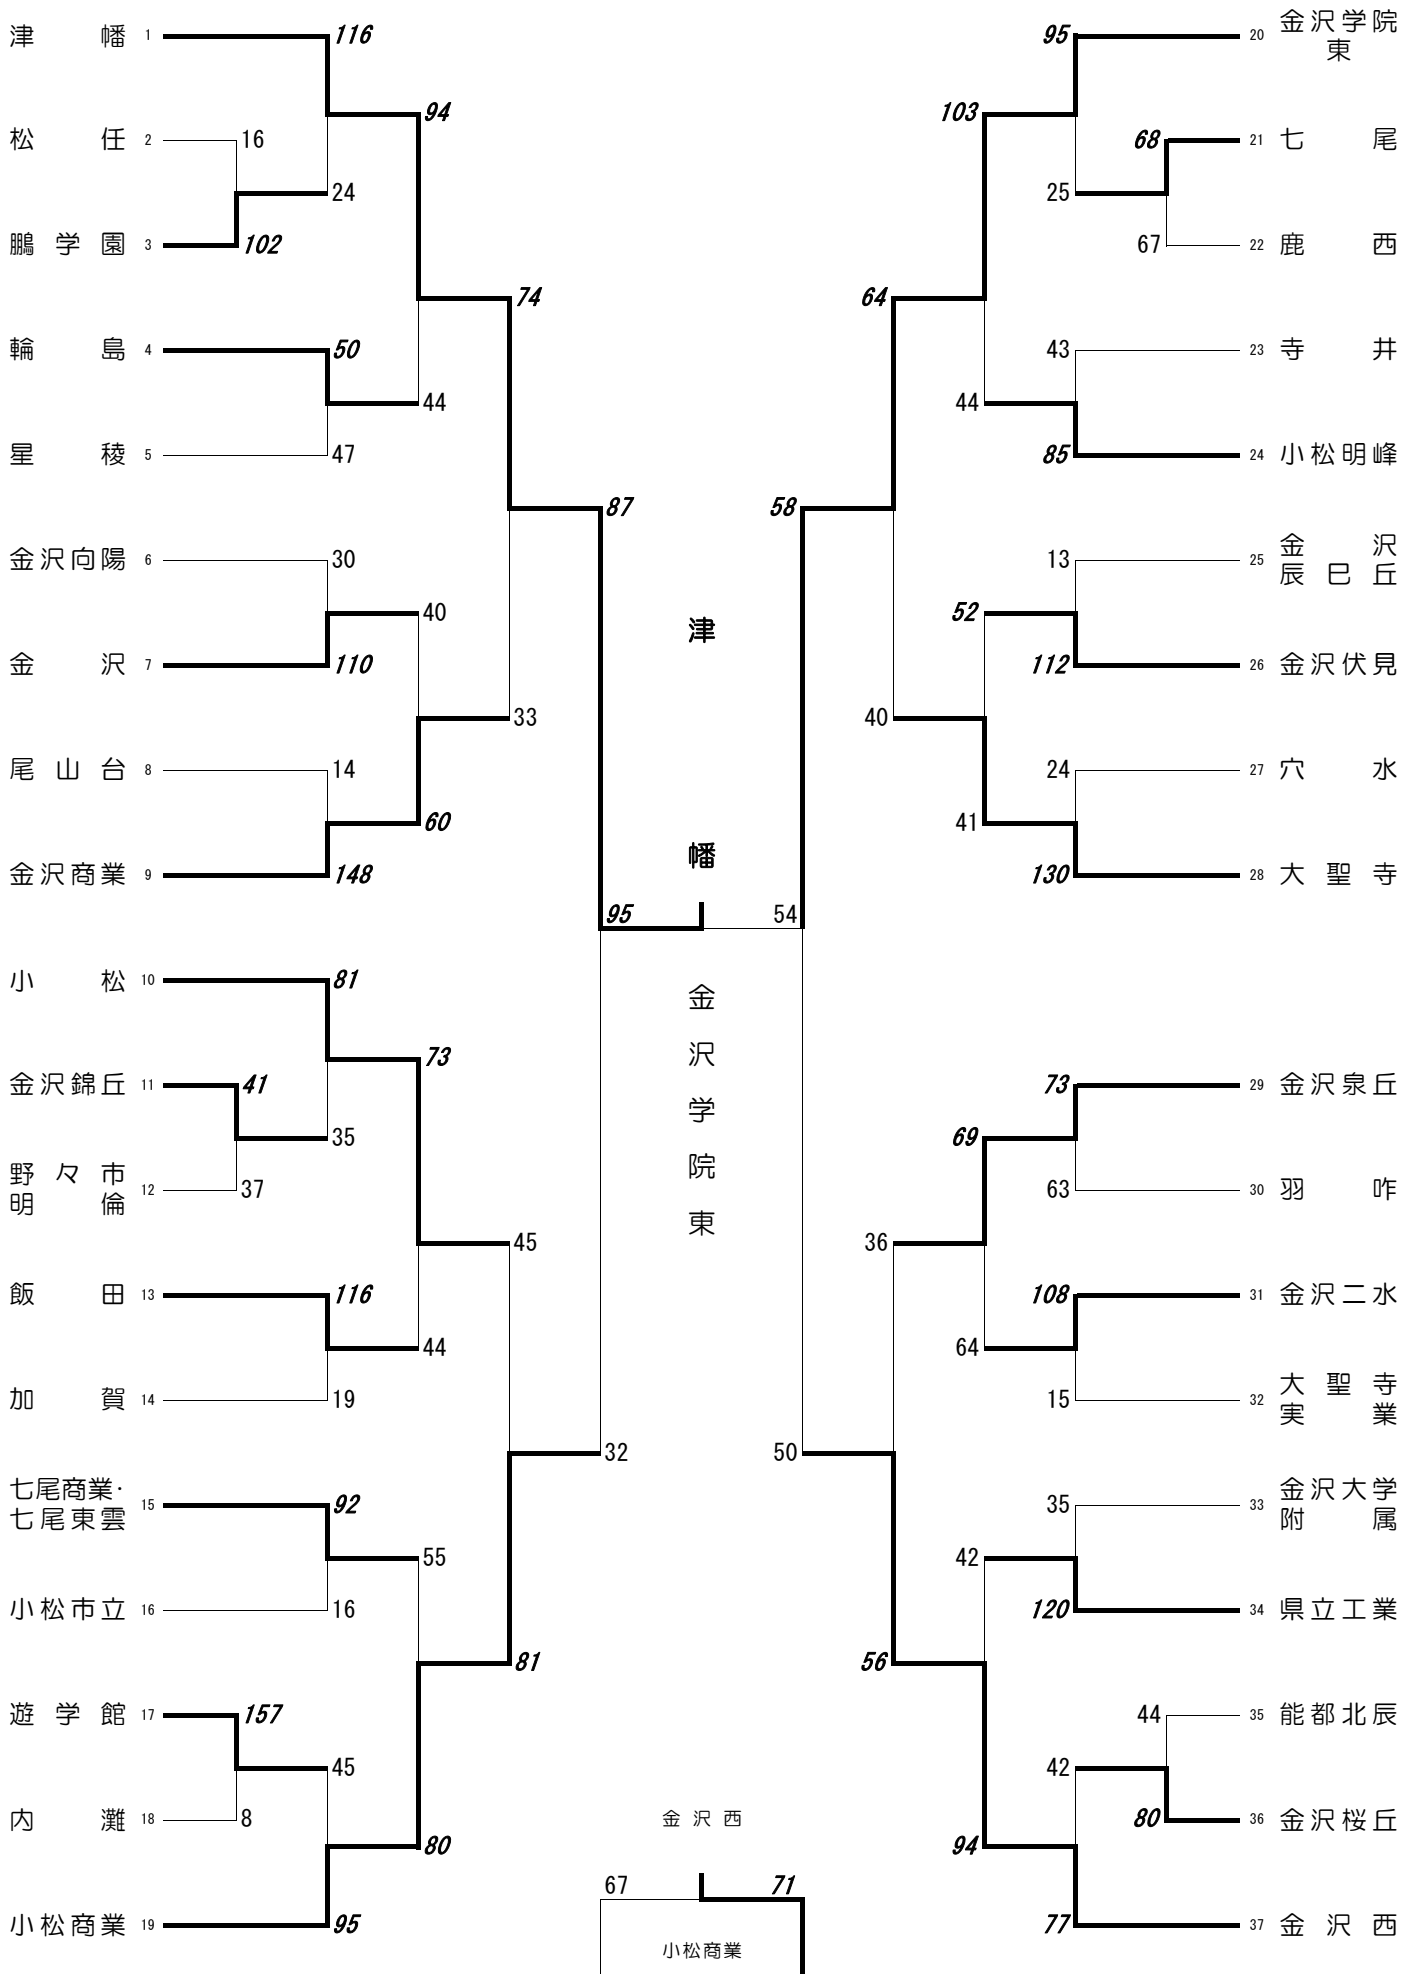 津幡 1 116
94
松任 2 16
24
鵬学園 3 102
74
輪島 4 50
44
星稜 5 47
87
金沢向陽 6 30
40
金沢 7 110
33
尾山台 8 14
60
金沢商業 9 148
95
小松 10 81
73
金沢錦丘 11 41
35
野々市
明倫 12 37
45
飯田 13 116
44
加賀 14 19
32
七尾商業・
七尾東雲 15 92
55
小松市立 16 16
81
遊学館 17 157
45
内灘 18 8
80
小松商業 19 95
津幡
金沢学院東
95 20 金沢学院
東
103
68 21 七尾
25
67 22 鹿西
64
43 23 寺井
44
85 24 小松明峰
58
13 25 金沢
辰巳丘
52
112 26 金沢伏見
40
24 27 穴水
41
130 28 大聖寺
54
73 29 金沢泉丘
69
63 30 羽咋
36
108 31 金沢二水
64
15 32 大聖寺
実業
50
35 33 金沢大学
附属
42
120 34 県立工業
56
44 35 能都北辰
42
80 36 金沢桜丘
94
77 37 金沢西
金沢西
67 71
小松商業